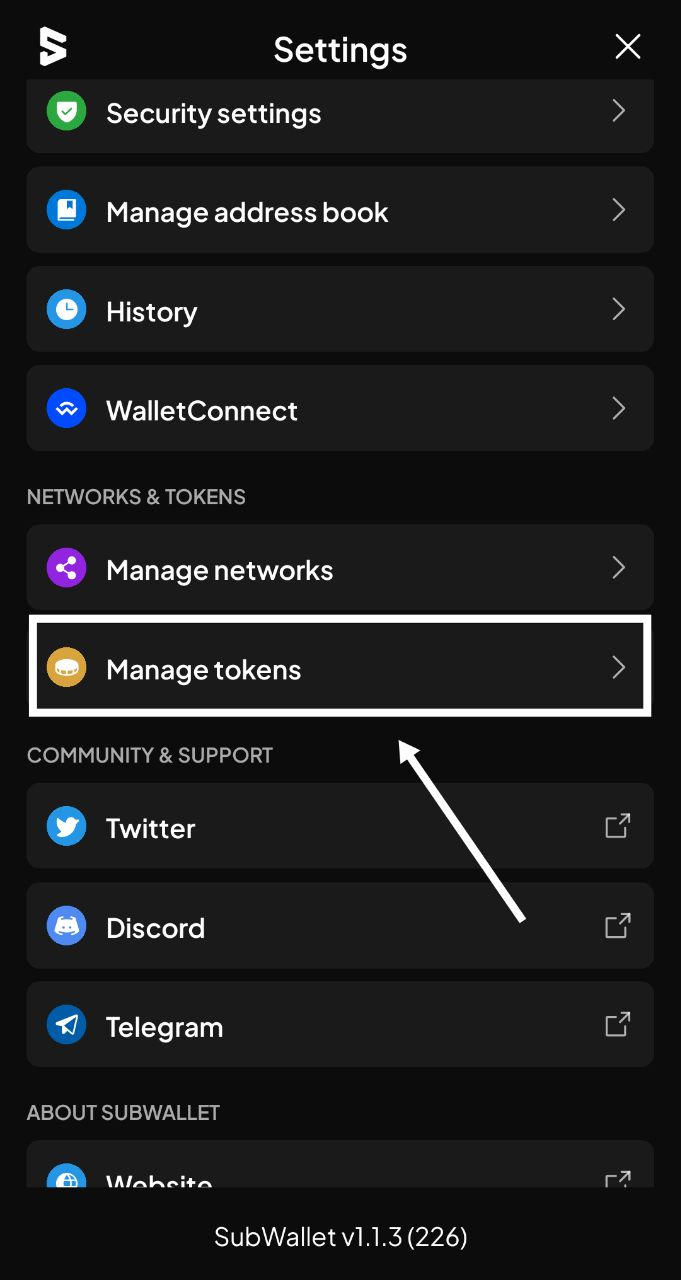 Settings
Security settings
Manage address book
History
WalletConnect
NETWORKS & TOKENS
Manage networks
Manage tokens
COMMUNITY & SUPPORT
Twitter
Discord
Telegram
ABOUT SUBWALLET
Website
SubWallet v1.1.3 (226)